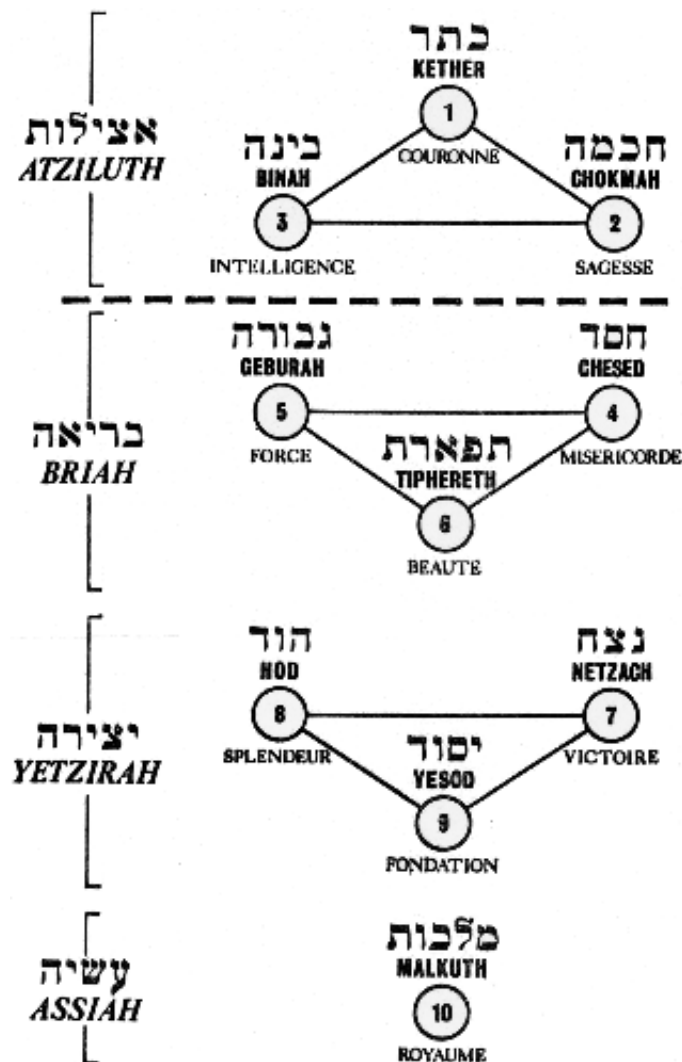 אצילות
ATZILUTH
כתר
KETHER
1
COURONNE
בינה
BINAH
3
INTELLIGENCE
חכמה
CHOKMAH
2
SAGESSE
בריאה
BRIAH
גבורה
GEBURAH
5
FORCE
חסד
CHESED
4
MISERICORDE
תפארת
TIPHERETH
6
BEAUTE
יצירה
YETZIRAH
הוד
HOD
8
SPLENDEUR
נצח
NETZACH
7
VICTOIRE
יסוד
YESOD
9
FONDATION
עשיה
ASSIAH
מלכות
MALKUTH
10
ROYAUME